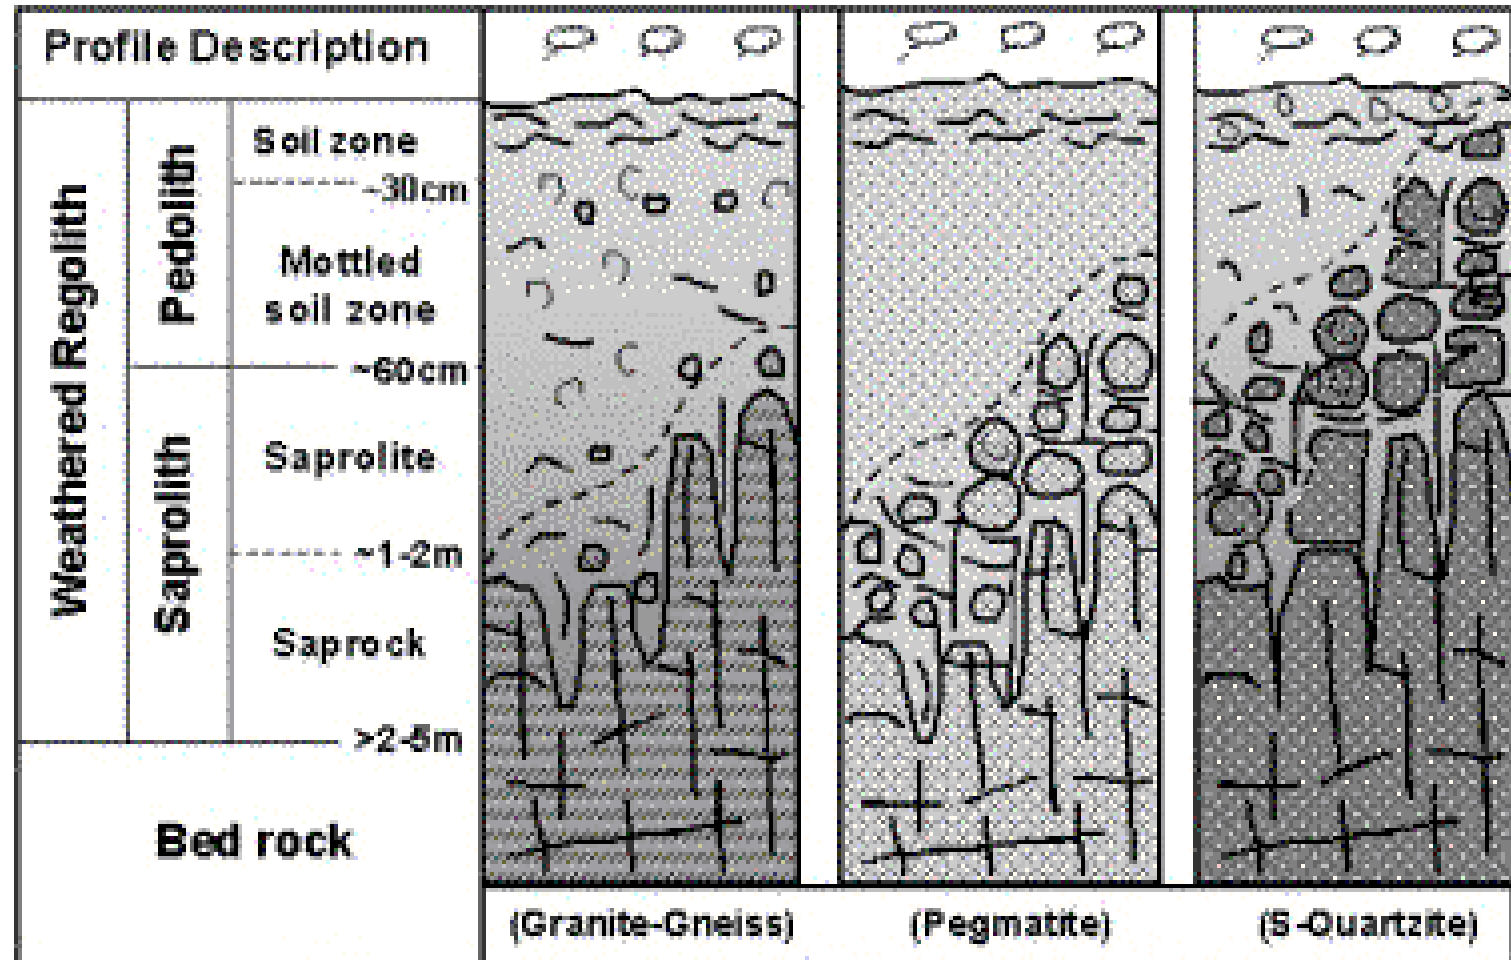 Profile Description
Weathered Regolith
Pedolith
Soil zone
~30cm
Mottled
soil zone
~60cm
Saprolith
Saprolite
~1-2m
Saprock
>2-5m
Bed rock
(Granite-Gneiss) (Pegmatite) (S-Quartzite)